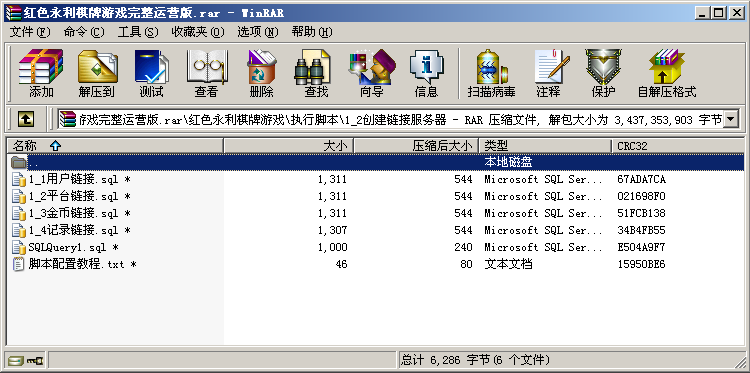 红色永利棋牌游戏完整运营版.rar - WinRAR
文件(F) 命令(C) 工具(S) 收藏夹(O) 选项(N) 帮助(H)
添加 解压到 测试 查看 删除 查找 向导 信息 扫描病毒 注释 保护 自解压格式
戏完整运营版.rar\红色永利棋牌游戏\执行脚本\1_2创建链接服务器 - RAR 压缩文件, 解包大小为 3,437,353,903 字节
名称 大小 压缩后大小 类型 CRC32
.. 本地磁盘
1_1用户链接.sql * 1,311 544 Microsoft SQL Ser... 67ADA7CA
1_2平台链接.sql * 1,311 544 Microsoft SQL Ser... 021698F0
1_3金币链接.sql * 1,311 544 Microsoft SQL Ser... 51FCB138
1_4记录链接.sql * 1,307 544 Microsoft SQL Ser... 34B4FB55
SQLQuery1.sql * 1,000 240 Microsoft SQL Ser... E504A9F7
脚本配置教程.txt * 46 80 文本文档 15950BE6
总计 6,286 字节(6 个文件)